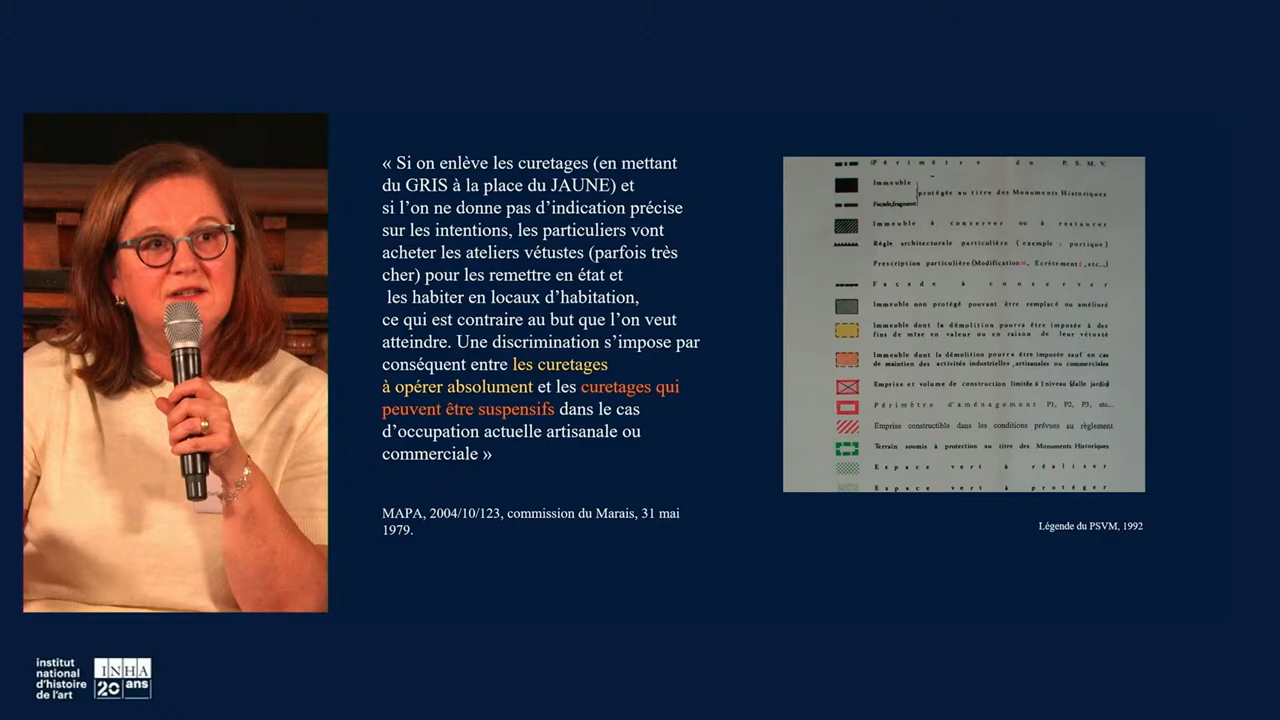 « Si on enlève les curetages (en mettant
du GRIS à la place du JAUNE) et
si l’on ne donne pas d’indication précise
sur les intentions, les particuliers vont
acheter les ateliers vétustes (parfois très
cher) pour les remettre en état et
les habiter en locaux d’habitation,
ce qui est contraire au but que l’on veut
atteindre. Une discrimination s’impose par
conséquent entre les curetages
à opérer absolument et les curetages qui
peuvent être suspensifs dans le cas
d’occupation actuelle artisanale ou
commerciale »
MAPA, 2004/10/123, commission du Marais, 31 mai
1979.
Périmètre du P.S.M.V.
Immeuble
protégés au titre des Monuments Historiques
Façade,fragment
Immeuble à conserver ou à restaurer
Règle architecturale particulière ( exemple : portique )
Prescription particulière (Modification , Ecrètement , etc...)
Façade à conserver
Immeuble non protégé pouvant être remplacé ou amélioré
Immeuble dont la démolition pourra être imposée à des
fins de mise en valeur ou en raison de leur vétusté
Immeuble dont la démolition pourra être imposée sauf en cas
de maintien des activités industrielles, artisanales ou commerciales
Emprise et volume de construction limitée à 1 niveau (dalle jardin)
Périmètre d'aménagement P1, P2, P3, etc...
Emprise constructible dans les conditions prévues au règlement
Terrain soumis à protection au titre des Monuments Historiques
Espace vert à réaliser
Espace vert à protéger
Légende du PSVM, 1992
institut
national
d'histoire
de l'art
INHA
20 ans